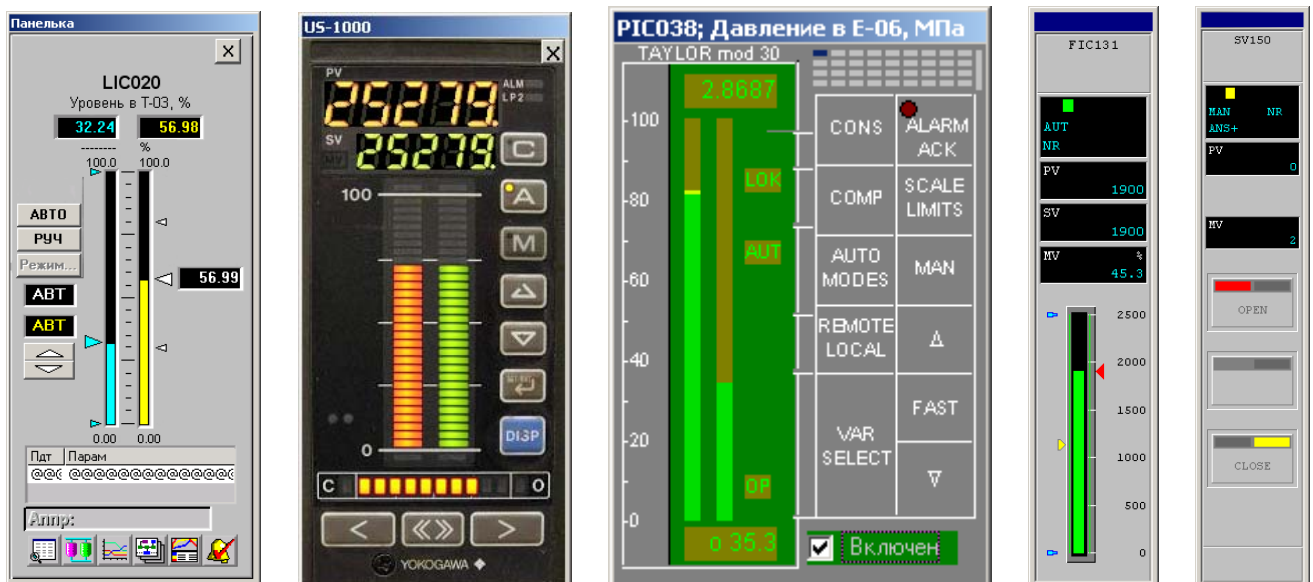 Панелька
X
LIC020
Уровень в Т-03, %
32.24 56.98
-------- %
100.0 100.0
АВТО
РУЧ
Режим...
АВТ
АВТ
56.99
0.00 0.00
Пдт Парам
@@@ @@@@@@@@@@@@@@
Аппр:
US-1000
X
PV
25279.
ALM
LP2
SV
25279.
MV
C
100
A
M
DISP
0
C O
< << >> >
YOKOGAWA
PIC038; Давление в Е-06, МПа
TAYLOR mod 30
2.8687
100
80
60
40
20
0
LOK
AUT
OP
o 35.3
CONS
ALARM ACK
COMP
SCALE LIMITS
AUTO MODES
MAN
REMOTE LOCAL
FAST
VAR SELECT
Включен
FIC131
AUT
NR
PV
1900
SV
1900
MV %
45.3
2500
2000
1500
1000
500
0
SV150
MAN NR
ANS+
PV
0
MV
2
OPEN
CLOSE